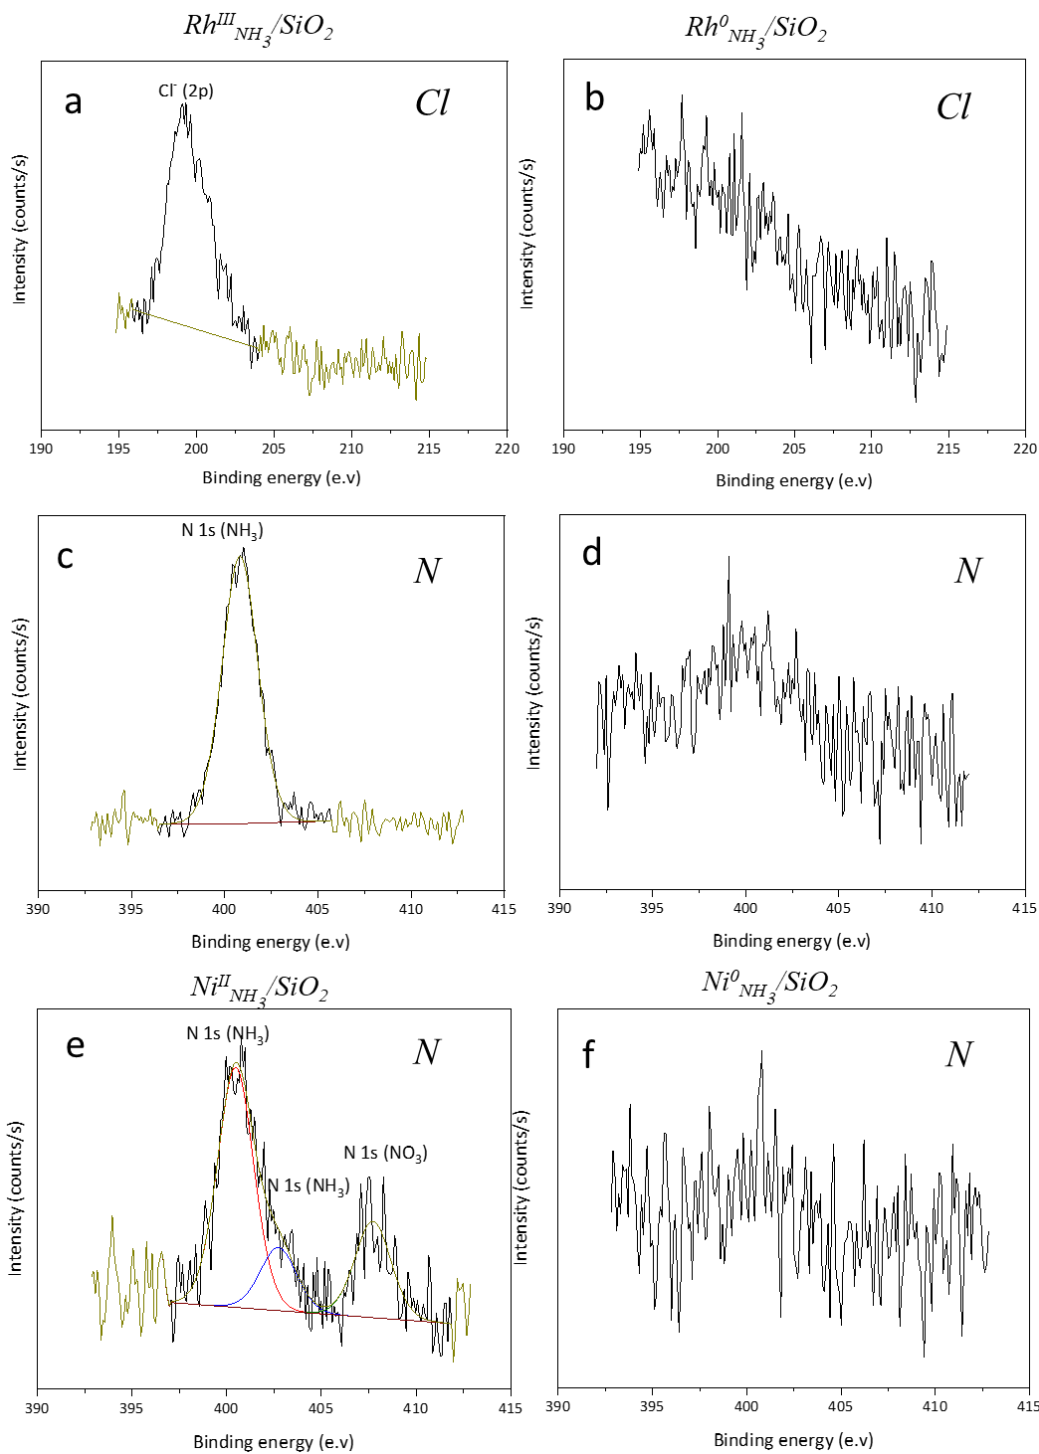 Rh^III_NH3/SiO2
Rh^0_NH3/SiO2
a
Cl⁻ (2p)
Cl
Intensity (counts/s)
190 195 200 205 210 215 220
Binding energy (e.v)
b
Cl
Intensity (counts/s)
190 195 200 205 210 215 220
Binding energy (e.v)
c
N 1s (NH3)
N
Intensity (counts/s)
390 395 400 405 410 415
Binding energy (e.v)
d
N
Intensity (counts/s)
390 395 400 405 410 415
Binding energy (e.v)
Ni^II_NH3/SiO2
Ni^0_NH3/SiO2
e
N 1s (NH3)
N
N 1s (NO3)
N 1s (NH3)
Intensity (counts/s)
390 395 400 405 410 415
Binding energy (e.v)
f
N
Intensity (counts/s)
390 395 400 405 410 415
Binding energy (e.v)